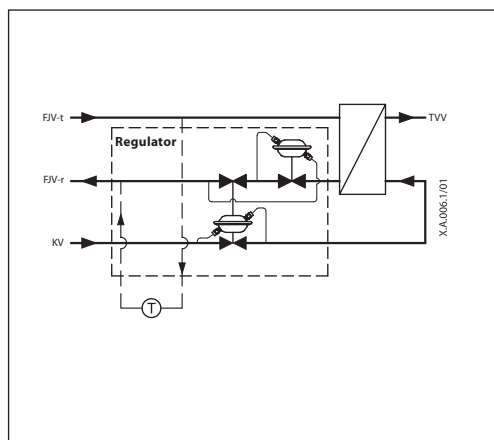 FJV-t
TVV
Regulator
FJV-r
X.A.006.1/01
KV
T